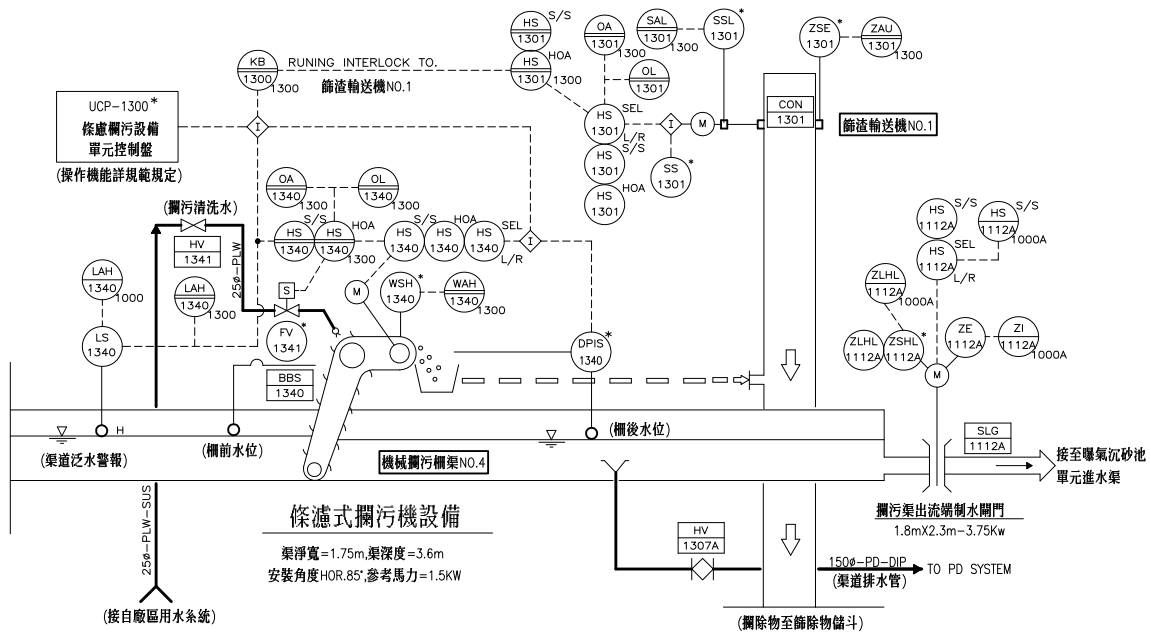 HS
1301
S/S
HS
1301
HOA
1300
OA
1301
1300
SAL
1301
1300
SSL
1301
*
ZSE
1301
*
ZAU
1301
1300
KB
1300
1300
RUNING INTERLOCK TO.
篩渣輸送機NO.1
OL
1301
UCP-1300*
條慮欄污設備
單元控制盤
(操作機能詳規範規定)
I
HS
1301
SEL
L/R
I
M
CON
1301
篩渣輸送機NO.1
HS
1301
S/S
SS
1301
*
HS
1301
HOA
OA
1340
OL
1340
1300
(攔污清洗水)
HV
1341
25ø-PLW
HS
1340
S/S
HS
1340
HOA
1300
HS
1340
S/S
HS
1340
HOA
HS
1340
SEL
L/R
I
HS
1112A
S/S
HS
1112A
S/S
1000A
HS
1112A
SEL
L/R
LAH
1340
1000
LAH
1340
1300
S
M
WSH
1340
*
WAH
1340
1300
ZLHL
1112A
1000A
LS
1340
FV
1341
*
DPIS
1340
*
ZLHL
1112A
ZSHL
1112A
*
ZE
1112A
ZI
1112A
1000A
M
BBS
1340
H
(渠道泛水警報)
(柵前水位)
(柵後水位)
機械攔污柵渠NO.4
SLG
1112A
接至曝氣沉砂池
單元進水渠
攔污渠出流端制水閘門
1.8mX2.3m-3.75Kw
25ø-PLW-SUS
條濾式攔污機設備
渠淨寬=1.75m,渠深度=3.6m
安裝角度HOR.85°,參考馬力=1.5KW
HV
1307A
150ø-PD-DIP
TO PD SYSTEM
(渠道排水管)
(接自廠區用水系統)
(攔除物至篩除物儲斗)